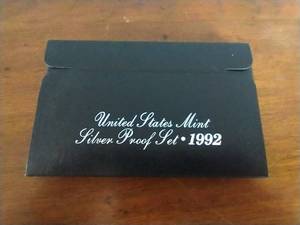 United States Mint
Silver Proof Set • 1992